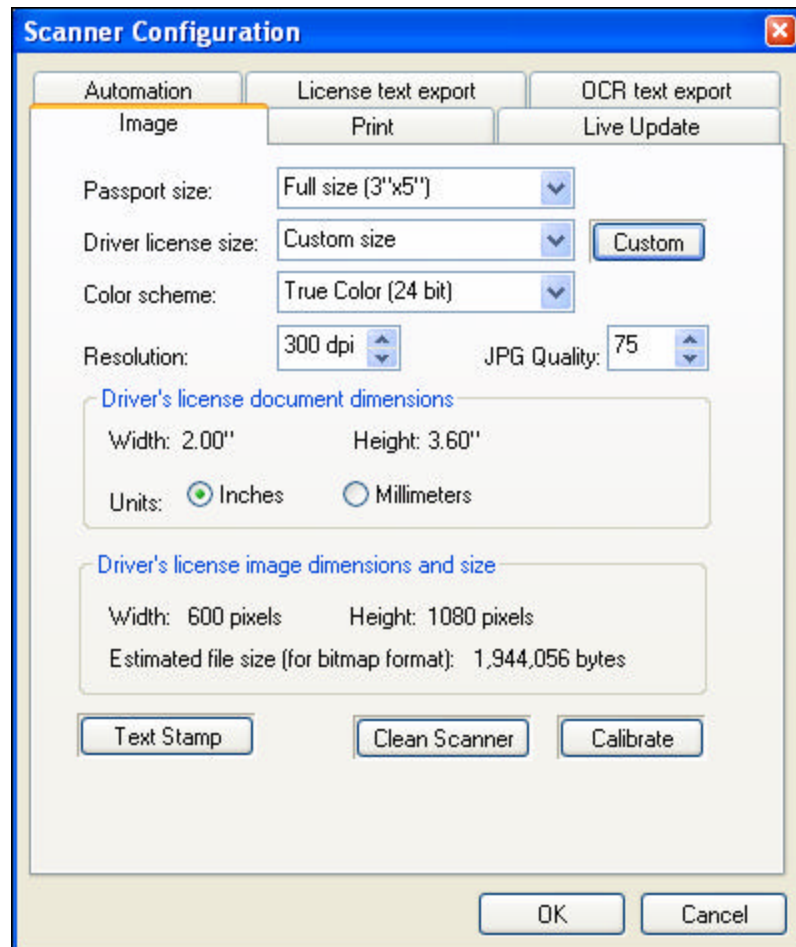 Scanner Configuration
Automation License text export OCR text export
Image Print Live Update
Passport size: Full size (3"x5")
Driver license size: Custom size Custom
Color scheme: True Color (24 bit)
Resolution: 300 dpi JPG Quality: 75
Driver's license document dimensions
Width: 2.00" Height: 3.60"
Units: Inches Millimeters
Driver's license image dimensions and size
Width: 600 pixels Height: 1080 pixels
Estimated file size (for bitmap format): 1,944,056 bytes
Text Stamp Clean Scanner Calibrate
OK Cancel